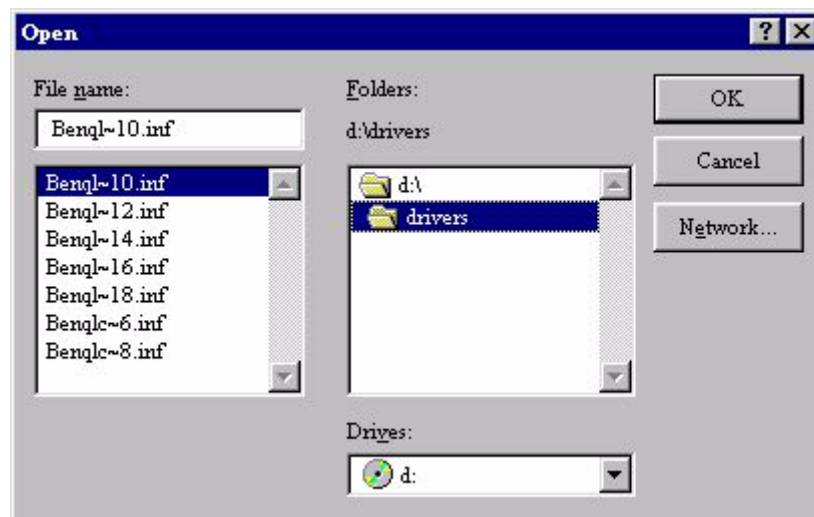 Open
File name:
Benql~10.inf
Benql~10.inf
Benql~12.inf
Benql~14.inf
Benql~16.inf
Benql~18.inf
Benqlc~6.inf
Benqlc~8.inf
Folders:
d:\drivers
d:\
drivers
Drives:
d:
OK
Cancel
Network...